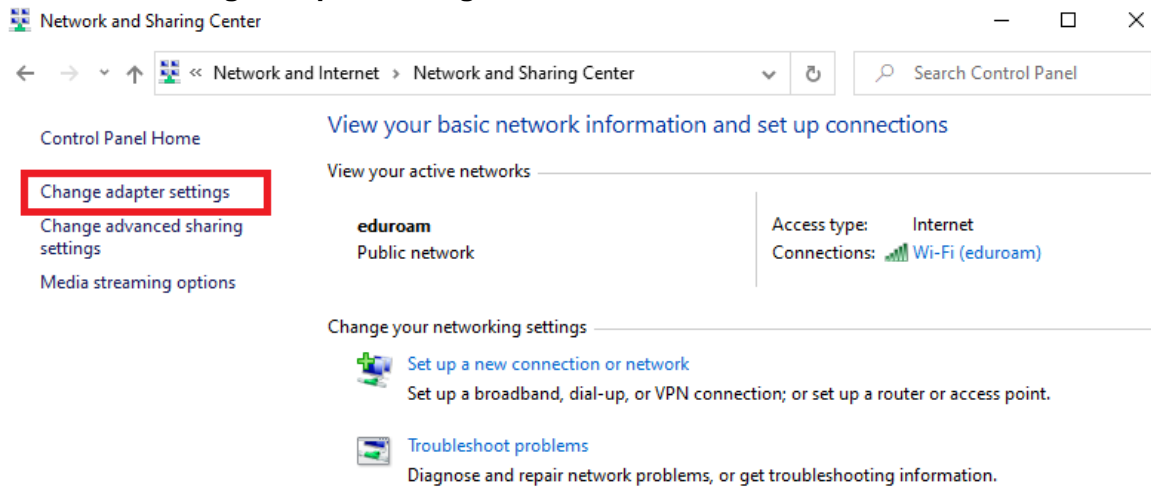 Network and Sharing Center
« Network and Internet › Network and Sharing Center
Search Control Panel
Control Panel Home
Change adapter settings
Change advanced sharing
settings
Media streaming options
View your basic network information and set up connections
View your active networks
eduroam
Public network
Access type: Internet
Connections: Wi-Fi (eduroam)
Change your networking settings
Set up a new connection or network
Set up a broadband, dial-up, or VPN connection; or set up a router or access point.
Troubleshoot problems
Diagnose and repair network problems, or get troubleshooting information.